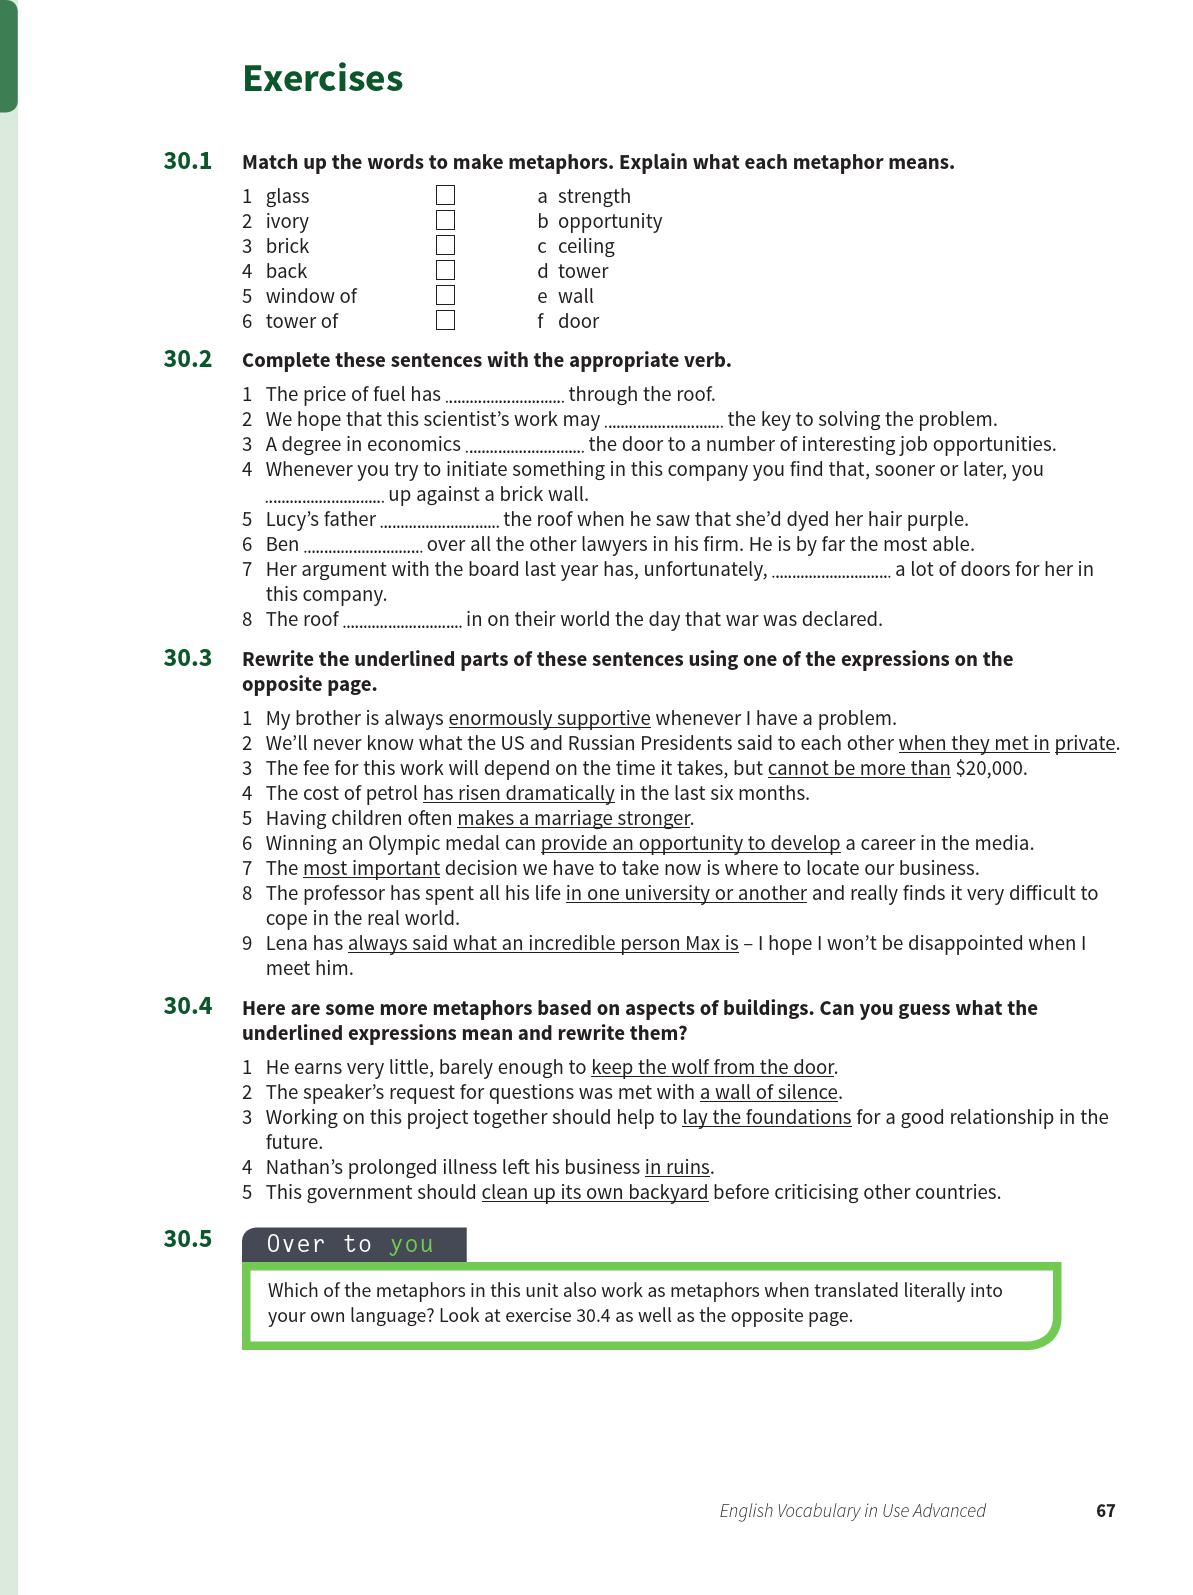 Exercises
30.1 Match up the words to make metaphors. Explain what each metaphor means.
1 glass a strength
2 ivory b opportunity
3 brick c ceiling
4 back d tower
5 window of e wall
6 tower of f door
30.2 Complete these sentences with the appropriate verb.
1 The price of fuel has ............................ through the roof.
2 We hope that this scientist’s work may ............................ the key to solving the problem.
3 A degree in economics ............................ the door to a number of interesting job opportunities.
4 Whenever you try to initiate something in this company you find that, sooner or later, you
............................ up against a brick wall.
5 Lucy’s father ............................ the roof when he saw that she’d dyed her hair purple.
6 Ben ............................ over all the other lawyers in his firm. He is by far the most able.
7 Her argument with the board last year has, unfortunately, ............................ a lot of doors for her in
this company.
8 The roof ............................ in on their world the day that war was declared.
30.3 Rewrite the underlined parts of these sentences using one of the expressions on the
opposite page.
1 My brother is always enormously supportive whenever I have a problem.
2 We’ll never know what the US and Russian Presidents said to each other when they met in private.
3 The fee for this work will depend on the time it takes, but cannot be more than $20,000.
4 The cost of petrol has risen dramatically in the last six months.
5 Having children often makes a marriage stronger.
6 Winning an Olympic medal can provide an opportunity to develop a career in the media.
7 The most important decision we have to take now is where to locate our business.
8 The professor has spent all his life in one university or another and really finds it very difficult to
cope in the real world.
9 Lena has always said what an incredible person Max is – I hope I won’t be disappointed when I
meet him.
30.4 Here are some more metaphors based on aspects of buildings. Can you guess what the
underlined expressions mean and rewrite them?
1 He earns very little, barely enough to keep the wolf from the door.
2 The speaker’s request for questions was met with a wall of silence.
3 Working on this project together should help to lay the foundations for a good relationship in the
future.
4 Nathan’s prolonged illness left his business in ruins.
5 This government should clean up its own backyard before criticising other countries.
30.5 Over to you
Which of the metaphors in this unit also work as metaphors when translated literally into
your own language? Look at exercise 30.4 as well as the opposite page.
English Vocabulary in Use Advanced 67